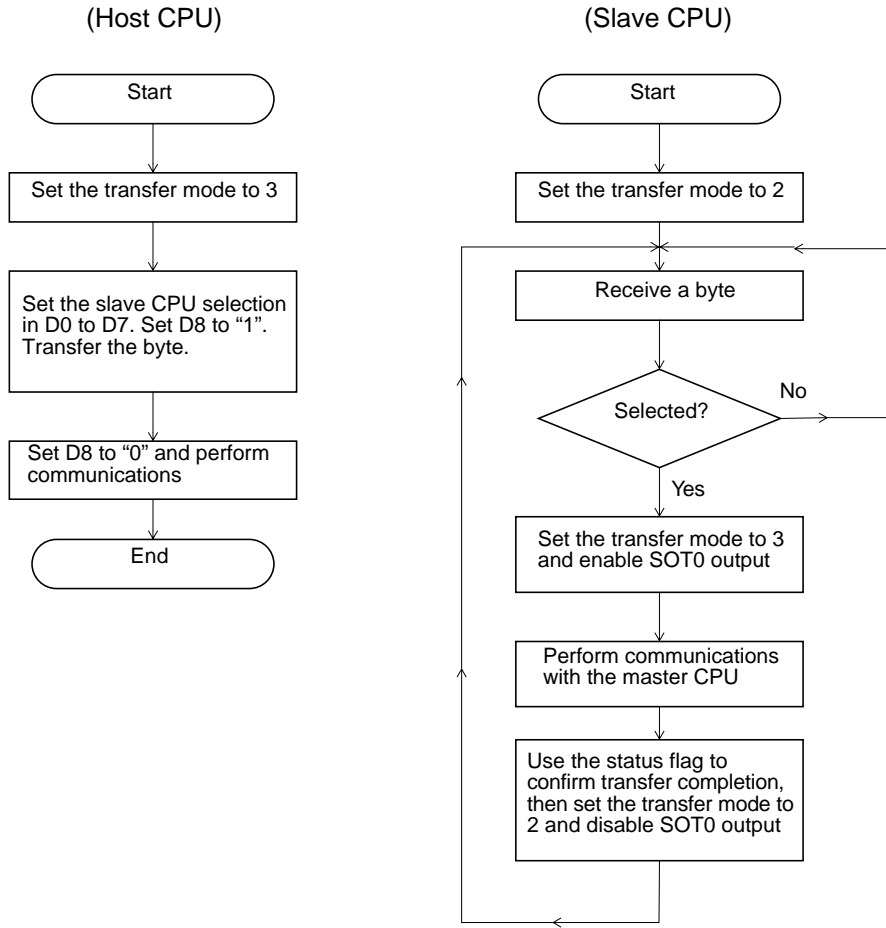 (Host CPU)
Start
Set the transfer mode to 3
Set the slave CPU selection
in D0 to D7. Set D8 to “1”.
Transfer the byte.
Set D8 to “0” and perform
communications
End
(Slave CPU)
Start
Set the transfer mode to 2
Receive a byte
Selected?
No
Yes
Set the transfer mode to 3
and enable SOT0 output
Perform communications
with the master CPU
Use the status flag to
confirm transfer completion,
then set the transfer mode to
2 and disable SOT0 output